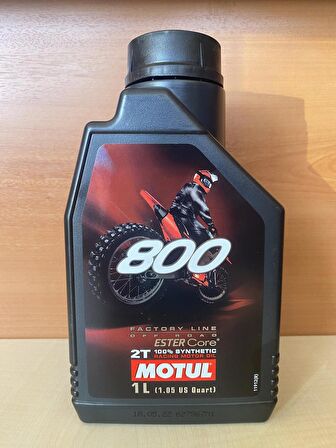 800
FACTORY LINE
OFF ROAD
ESTER Core®
2T 100% SYNTHETIC
RACING MOTOR OIL
MOTUL
1L (1.05 US Quart)